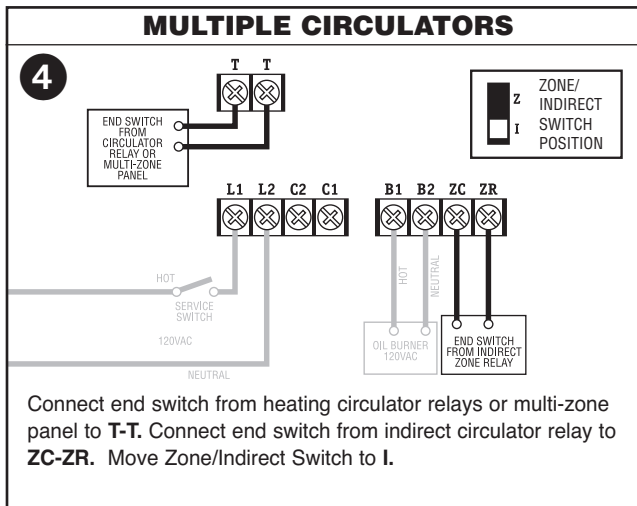 MULTIPLE CIRCULATORS
4
T T
END SWITCH
FROM
CIRCULATOR
RELAY OR
MULTI-ZONE
PANEL
Z
I
ZONE/
INDIRECT
SWITCH
POSITION
L1 L2 C2 C1 B1 B2 ZC ZR
HOT
SERVICE
SWITCH
120VAC
NEUTRAL
HOT
NEUTRAL
OIL BURNER
120VAC
END SWITCH
FROM INDIRECT
ZONE RELAY
Connect end switch from heating circulator relays or multi-zone
panel to T-T. Connect end switch from indirect circulator relay to
ZC-ZR. Move Zone/Indirect Switch to I.